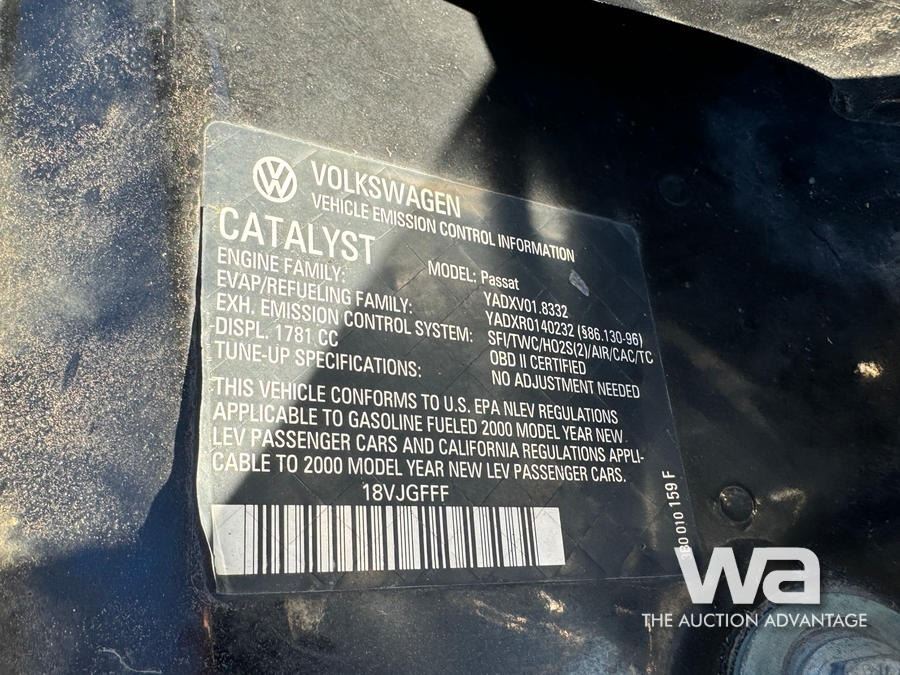 VOLKSWAGEN
VEHICLE EMISSION CONTROL INFORMATION
CATALYST
MODEL: Passat
ENGINE FAMILY: YADXV01.8332
EVAP/REFUELING FAMILY: YADXR0140232 (§86.130-96)
EXH. EMISSION CONTROL SYSTEM: SFI/TWC/HO2S(2)/AIR/CAC/TC
DISPL. 1781 CC OBD II CERTIFIED
TUNE-UP SPECIFICATIONS: NO ADJUSTMENT NEEDED
THIS VEHICLE CONFORMS TO U.S. EPA NLEV REGULATIONS
APPLICABLE TO GASOLINE FUELED 2000 MODEL YEAR NEW
LEV PASSENGER CARS AND CALIFORNIA REGULATIONS APPLI-
CABLE TO 2000 MODEL YEAR NEW LEV PASSENGER CARS.
18VJGFFF
010 159 F
wa
THE AUCTION ADVANTAGE